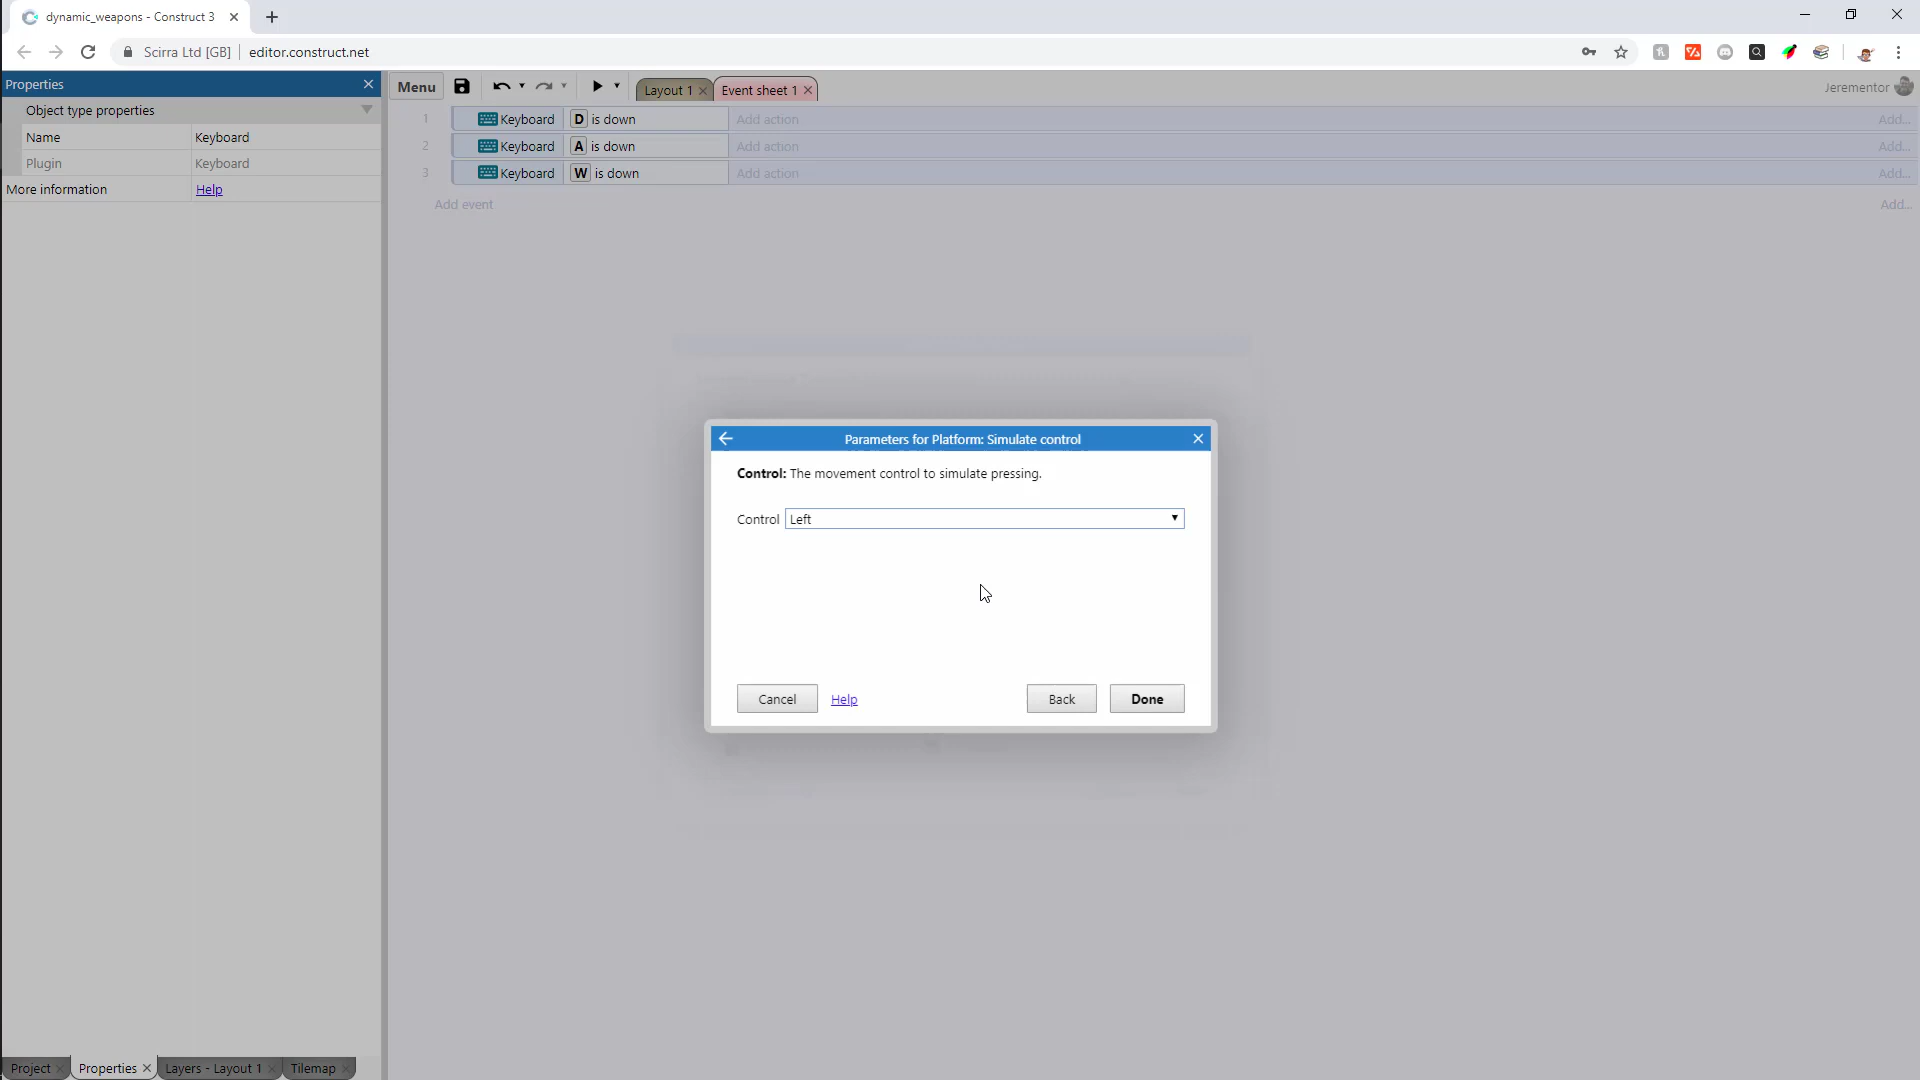 dynamic_weapons - Construct 3
Scirra Ltd [GB] editor.construct.net
Properties
Object type properties
Name Keyboard
Plugin Keyboard
More information Help
Menu Layout 1 Event sheet 1 Jerementor
1 Keyboard D is down Add action Add...
2 Keyboard A is down Add action Add...
3 Keyboard W is down Add action Add...
Add event Add...
Parameters for Platform: Simulate control
Control: The movement control to simulate pressing.
Control Left
Cancel Help Back Done
Project Properties Layers - Layout 1 Tilemap